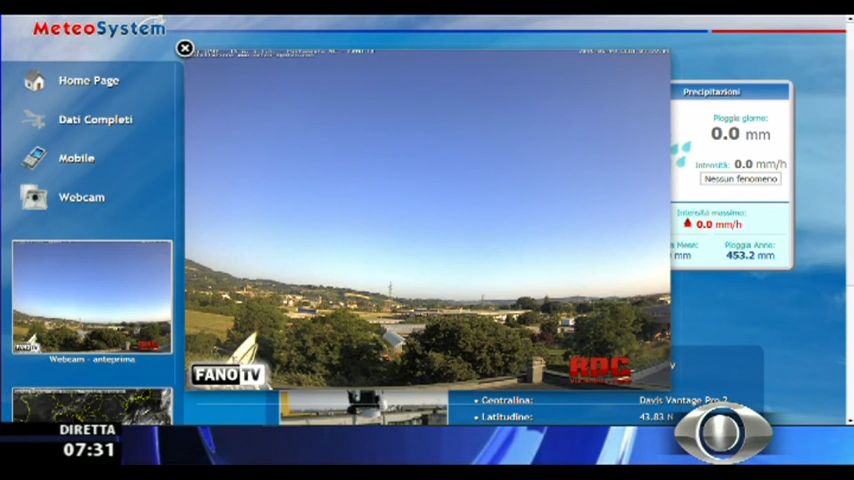 MeteoSystem
Home Page
Dati Completi
Mobile
Webcam
Webcam - anteprima
FANO TV
Precipitazioni
Pioggia giorno:
0.0 mm
Intensità: 0.0 mm/h
Nessun fenomeno
Intensità massima:
0.0 mm/h
Mese:
Pioggia Anno:
mm
453.2 mm
• Centralina:
Davis Vantage Pro 2
• Latitudine:
43.83 N
DIRETTA
07:31